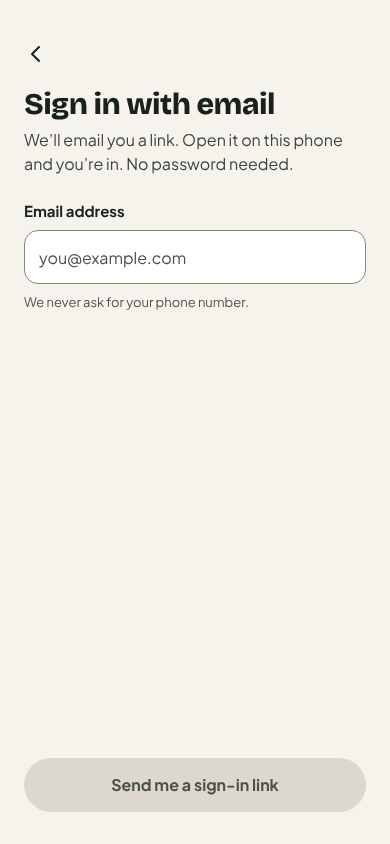 Sign in with email
We’ll email you a link. Open it on this phone
and you’re in. No password needed.
Email address
you@example.com
We never ask for your phone number.
Send me a sign-in link